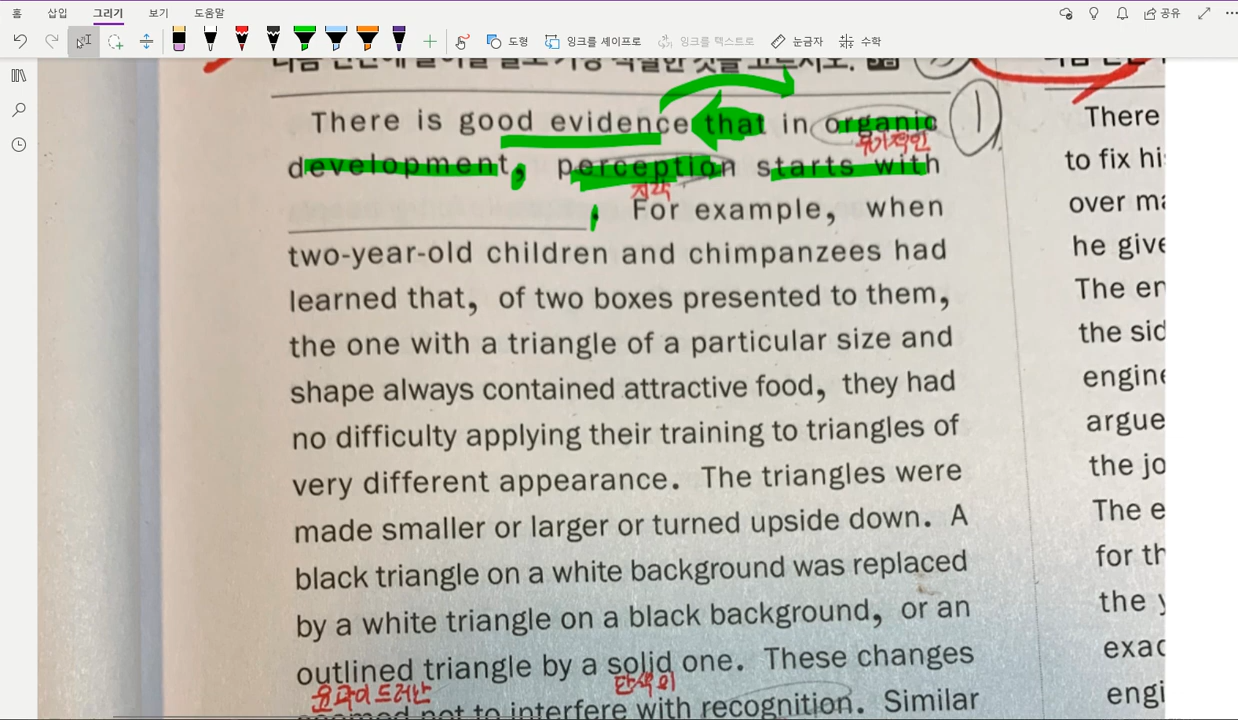 홈 삽입 그리기 보기 도움말
공유
도형 잉크를 셰이프로 잉크를 텍스트로 눈금자 수학
There is good evidence that in organic
development, perception starts with
. For example, when
two-year-old children and chimpanzees had
learned that, of two boxes presented to them,
the one with a triangle of a particular size and
shape always contained attractive food, they had
no difficulty applying their training to triangles of
very different appearance. The triangles were
made smaller or larger or turned upside down. A
black triangle on a white background was replaced
by a white triangle on a black background, or an
outlined triangle by a solid one. These changes
윤곽이 드러난 단색의
seemed not to interfere with recognition. Similar
There
to fix hi
over ma
he give
The en
the sid
engine
argue
the jo
The e
for th
the y
exac
engi